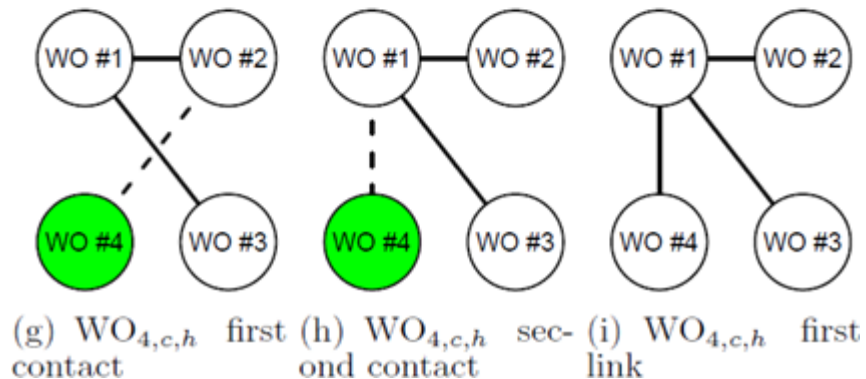 WO #1 WO #2 WO #1 WO #2 WO #1 WO #2
WO #4 WO #3 WO #4 WO #3 WO #4 WO #3
(g) WO4,c,h first (h) WO4,c,h sec- (i) WO4,c,h first
contact ond contact link